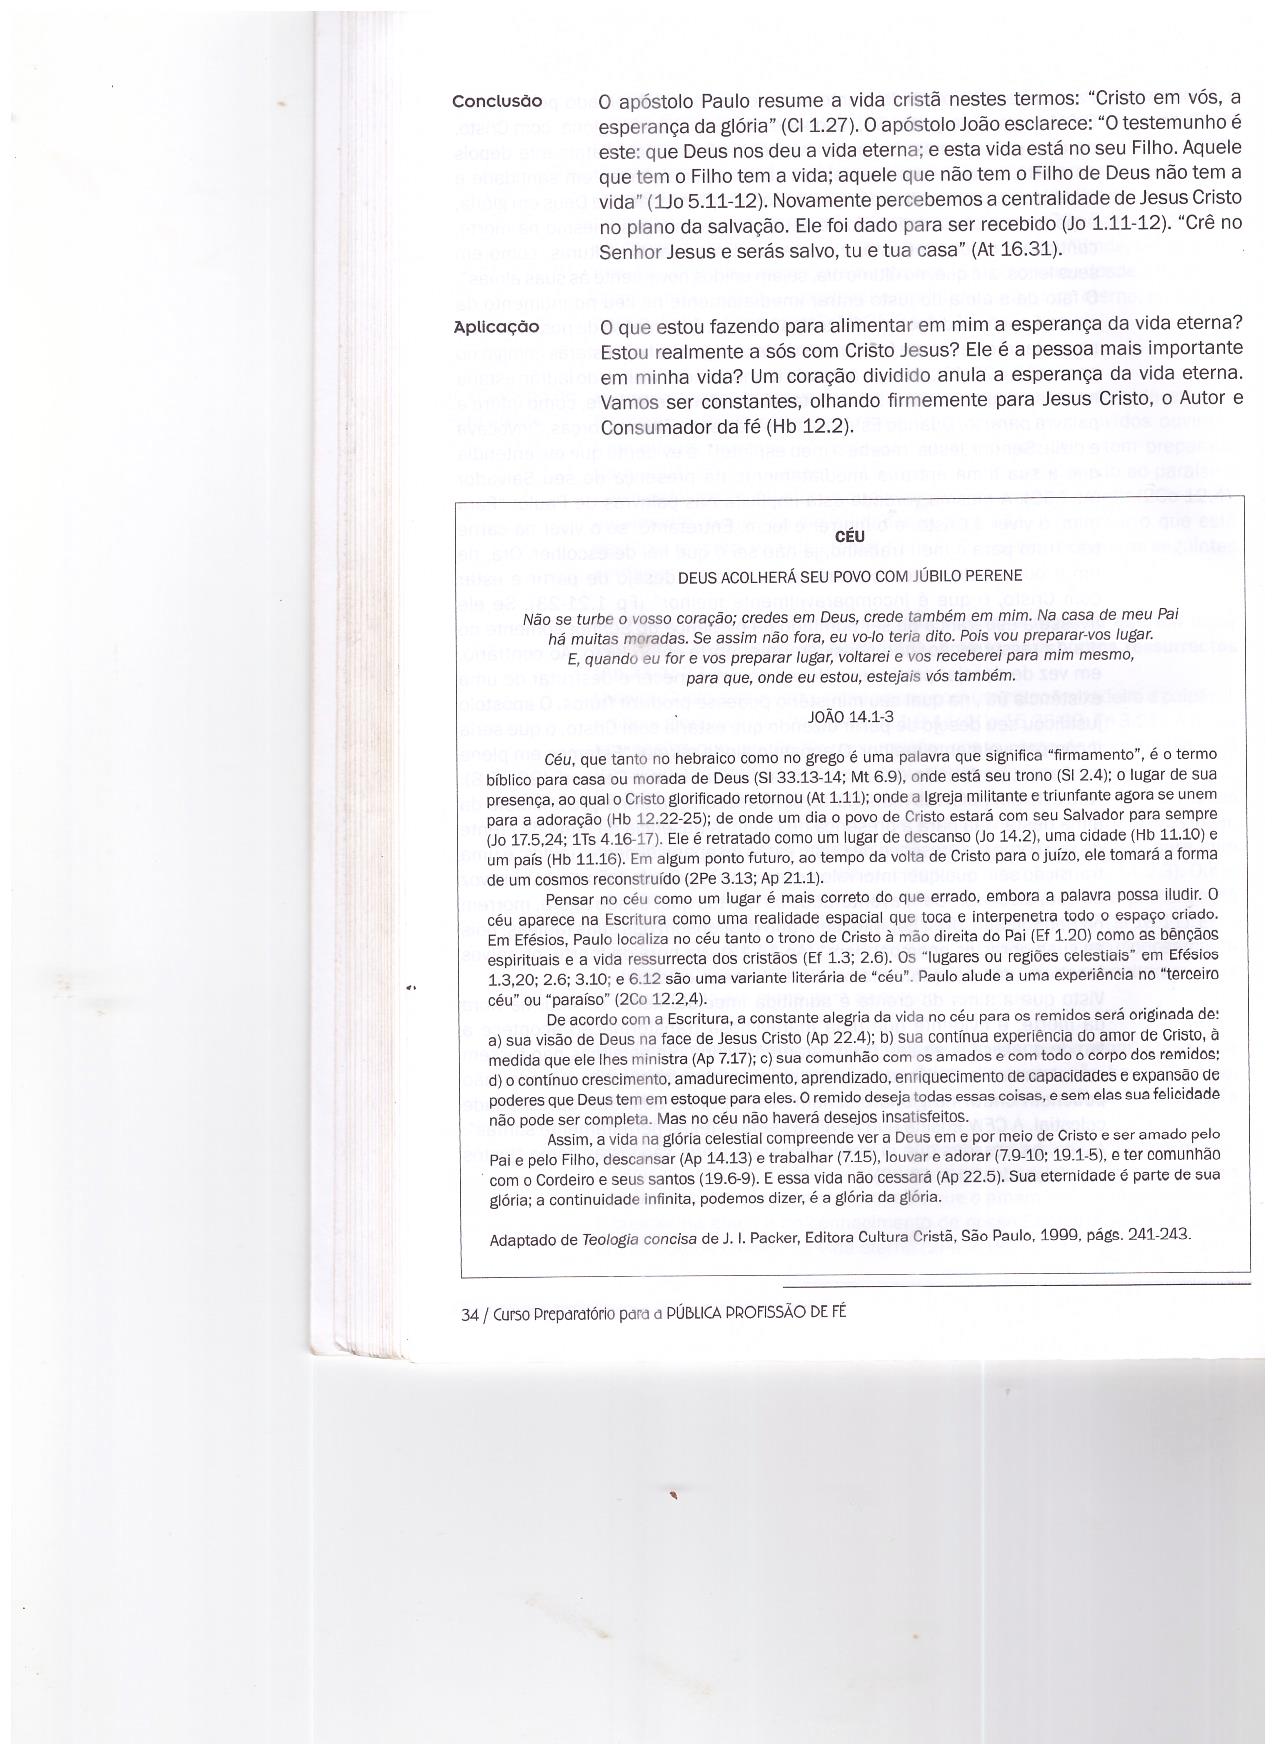 Conclusão
O apóstolo Paulo resume a vida cristã nestes termos: “Cristo em vós, a
esperança da glória” (Cl 1.27). O apóstolo João esclarece: “O testemunho é
este: que Deus nos deu a vida eterna; e esta vida está no seu Filho. Aquele
que tem o Filho tem a vida; aquele que não tem o Filho de Deus não tem a
vida” (1Jo 5.11-12). Novamente percebemos a centralidade de Jesus Cristo
no plano da salvação. Ele foi dado para ser recebido (Jo 1.11-12). “Crê no
Senhor Jesus e serás salvo, tu e tua casa” (At 16.31).
Aplicação
O que estou fazendo para alimentar em mim a esperança da vida eterna?
Estou realmente a sós com Cristo Jesus? Ele é a pessoa mais importante
em minha vida? Um coração dividido anula a esperança da vida eterna.
Vamos ser constantes, olhando firmemente para Jesus Cristo, o Autor e
Consumador da fé (Hb 12.2).
CÉU
DEUS ACOLHERÁ SEU POVO COM JÚBILO PERENE
Não se turbe o vosso coração; credes em Deus, crede também em mim. Na casa de meu Pai
há muitas moradas. Se assim não fora, eu vo-lo teria dito. Pois vou preparar-vos lugar.
E, quando eu for e vos preparar lugar, voltarei e vos receberei para mim mesmo,
para que, onde eu estou, estejais vós também.
JOÃO 14.1-3
Céu, que tanto no hebraico como no grego é uma palavra que significa “firmamento”, é o termo
bíblico para casa ou morada de Deus (Sl 33.13-14; Mt 6.9), onde está seu trono (Sl 2.4); o lugar de sua
presença, ao qual o Cristo glorificado retornou (At 1.11); onde a Igreja militante e triunfante agora se unem
para a adoração (Hb 12.22-25); de onde um dia o povo de Cristo estará com seu Salvador para sempre
(Jo 17.5,24; 1Ts 4.16-17). Ele é retratado como um lugar de descanso (Jo 14.2), uma cidade (Hb 11.10) e
um país (Hb 11.16). Em algum ponto futuro, ao tempo da volta de Cristo para o juízo, ele tomará a forma
de um cosmos reconstruído (2Pe 3.13; Ap 21.1).
Pensar no céu como um lugar é mais correto do que errado, embora a palavra possa iludir. O
céu aparece na Escritura como uma realidade espacial que toca e interpenetra todo o espaço criado.
Em Efésios, Paulo localiza no céu tanto o trono de Cristo à mão direita do Pai (Ef 1.20) como as bênçãos
espirituais e a vida ressurrecta dos cristãos (Ef 1.3; 2.6). Os “lugares ou regiões celestiais” em Efésios
1.3,20; 2.6; 3.10; e 6.12 são uma variante literária de “céu”. Paulo alude a uma experiência no “terceiro
céu” ou “paraíso” (2Co 12.2,4).
De acordo com a Escritura, a constante alegria da vida no céu para os remidos será originada de:
a) sua visão de Deus na face de Jesus Cristo (Ap 22.4); b) sua contínua experiência do amor de Cristo, à
medida que ele lhes ministra (Ap 7.17); c) sua comunhão com os amados e com todo o corpo dos remidos;
d) o contínuo crescimento, amadurecimento, aprendizado, enriquecimento de capacidades e expansão de
poderes que Deus tem em estoque para eles. O remido deseja todas essas coisas, e sem elas sua felicidade
não pode ser completa. Mas no céu não haverá desejos insatisfeitos.
Assim, a vida na glória celestial compreende ver a Deus em e por meio de Cristo e ser amado pelo
Pai e pelo Filho, descansar (Ap 14.13) e trabalhar (7.15), louvar e adorar (7.9-10; 19.1-5), e ter comunhão
com o Cordeiro e seus santos (19.6-9). E essa vida não cessará (Ap 22.5). Sua eternidade é parte de sua
glória; a continuidade infinita, podemos dizer, é a glória da glória.
Adaptado de Teologia concisa de J. I. Packer, Editora Cultura Cristã, São Paulo, 1999, págs. 241-243.
34 / Curso Preparatório para a PÚBLICA PROFISSÃO DE FÉ